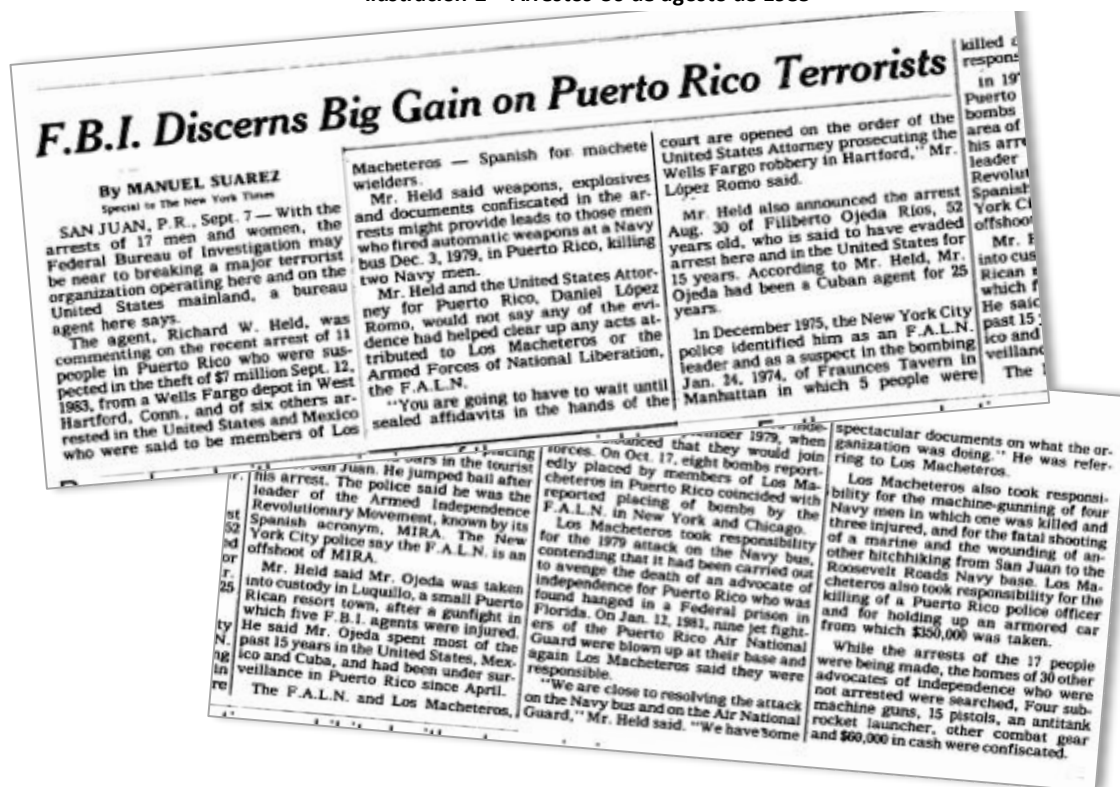 Ilustración 1 – Arrestos 30 de agosto de 1985
F.B.I. Discerns Big Gain on Puerto Rico Terrorists
By MANUEL SUAREZ
Special to The New York Times
SAN JUAN, P.R., Sept. 7 — With the
arrests of 17 men and women, the
Federal Bureau of Investigation may
be near to breaking a major terrorist
organization operating here and on the
United States mainland, a bureau
agent here says.
The agent, Richard W. Held, was
commenting on the recent arrest of 11
people in Puerto Rico who were sus-
pected in the theft of $7 million Sept. 12,
1983, from a Wells Fargo depot in West
Hartford, Conn., and of six others ar-
rested in the United States and Mexico
who were said to be members of Los
Macheteros — Spanish for machete
wielders.
Mr. Held said weapons, explosives
and documents confiscated in the ar-
rests might provide leads to those men
who fired automatic weapons at a Navy
bus Dec. 3, 1979, in Puerto Rico, killing
two Navy men.
Mr. Held and the United States Attor-
ney for Puerto Rico, Daniel López
Romo, would not say any of the evi-
dence had helped clear up any acts at-
tributed to Los Macheteros or the
Armed Forces of National Liberation,
the F.A.L.N.
"You are going to have to wait until
sealed affidavits in the hands of the
court are opened on the order of the
United States Attorney prosecuting the
Wells Fargo robbery in Hartford," Mr.
López Romo said.
Mr. Held also announced the arrest
Aug. 30 of Filiberto Ojeda Ríos, 52
years old, who is said to have evaded
arrest here and in the United States for
15 years. According to Mr. Held, Mr.
Ojeda had been a Cuban agent for 25
years.
In December 1975, the New York City
police identified him as an F.A.L.N.
leader and as a suspect in the bombing
Jan. 24, 1974, of Fraunces Tavern in
Manhattan in which 5 people were
killed
respons
in 19
Puerto
bombs
area of
his arr
leader
Revolut
Spanish
York Ci
offshoot
Mr. H
into cus
Rican
which f
He said
past 15
ico and
veillanc
The
in the tourist
Juan. He jumped bail after
his arrest. The police said he was the
leader of the Armed Independence
Revolutionary Movement, known by its
Spanish acronym, MIRA. The New
York City police say the F.A.L.N. is an
offshoot of MIRA.
Mr. Held said Mr. Ojeda was taken
into custody in Luquillo, a small Puerto
Rican resort town, after a gunfight in
which five F.B.I. agents were injured.
He said Mr. Ojeda spent most of the
past 15 years in the United States, Mex-
ico and Cuba, and had been under sur-
veillance in Puerto Rico since April.
The F.A.L.N. and Los Macheteros,
1979, when
that they would join
forces. On Oct. 17, eight bombs report-
edly placed by members of Los Ma-
cheteros in Puerto Rico coincided with
reported placing of bombs by the
F.A.L.N. in New York and Chicago.
Los Macheteros took responsibility
for the 1979 attack on the Navy bus,
contending that it had been carried out
to avenge the death of an advocate of
independence for Puerto Rico who was
found hanged in a Federal prison in
Florida. On Jan. 12, 1981, nine jet fight-
ers of the Puerto Rico Air National
Guard were blown up at their base and
again Los Macheteros said they were
responsible.
"We are close to resolving the attack
on the Navy bus and on the Air National
Guard," Mr. Held said. "We have some
spectacular documents on what the or-
ganization was doing." He was refer-
ring to Los Macheteros.
Los Macheteros also took responsi-
bility for the machine-gunning of four
Navy men in which one was killed and
three injured, and for the fatal shooting
of a marine and the wounding of an-
other hitchhiking from San Juan to the
Roosevelt Roads Navy base. Los Ma-
cheteros also took responsibility for the
killing of a Puerto Rico police officer
and for holding up an armored car
from which $350,000 was taken.
While the arrests of the 17 people
were being made, the homes of 30 other
advocates of independence who were
not arrested were searched, Four sub-
machine guns, 15 pistols, an antitank
rocket launcher, other combat gear
and $60,000 in cash were confiscated.